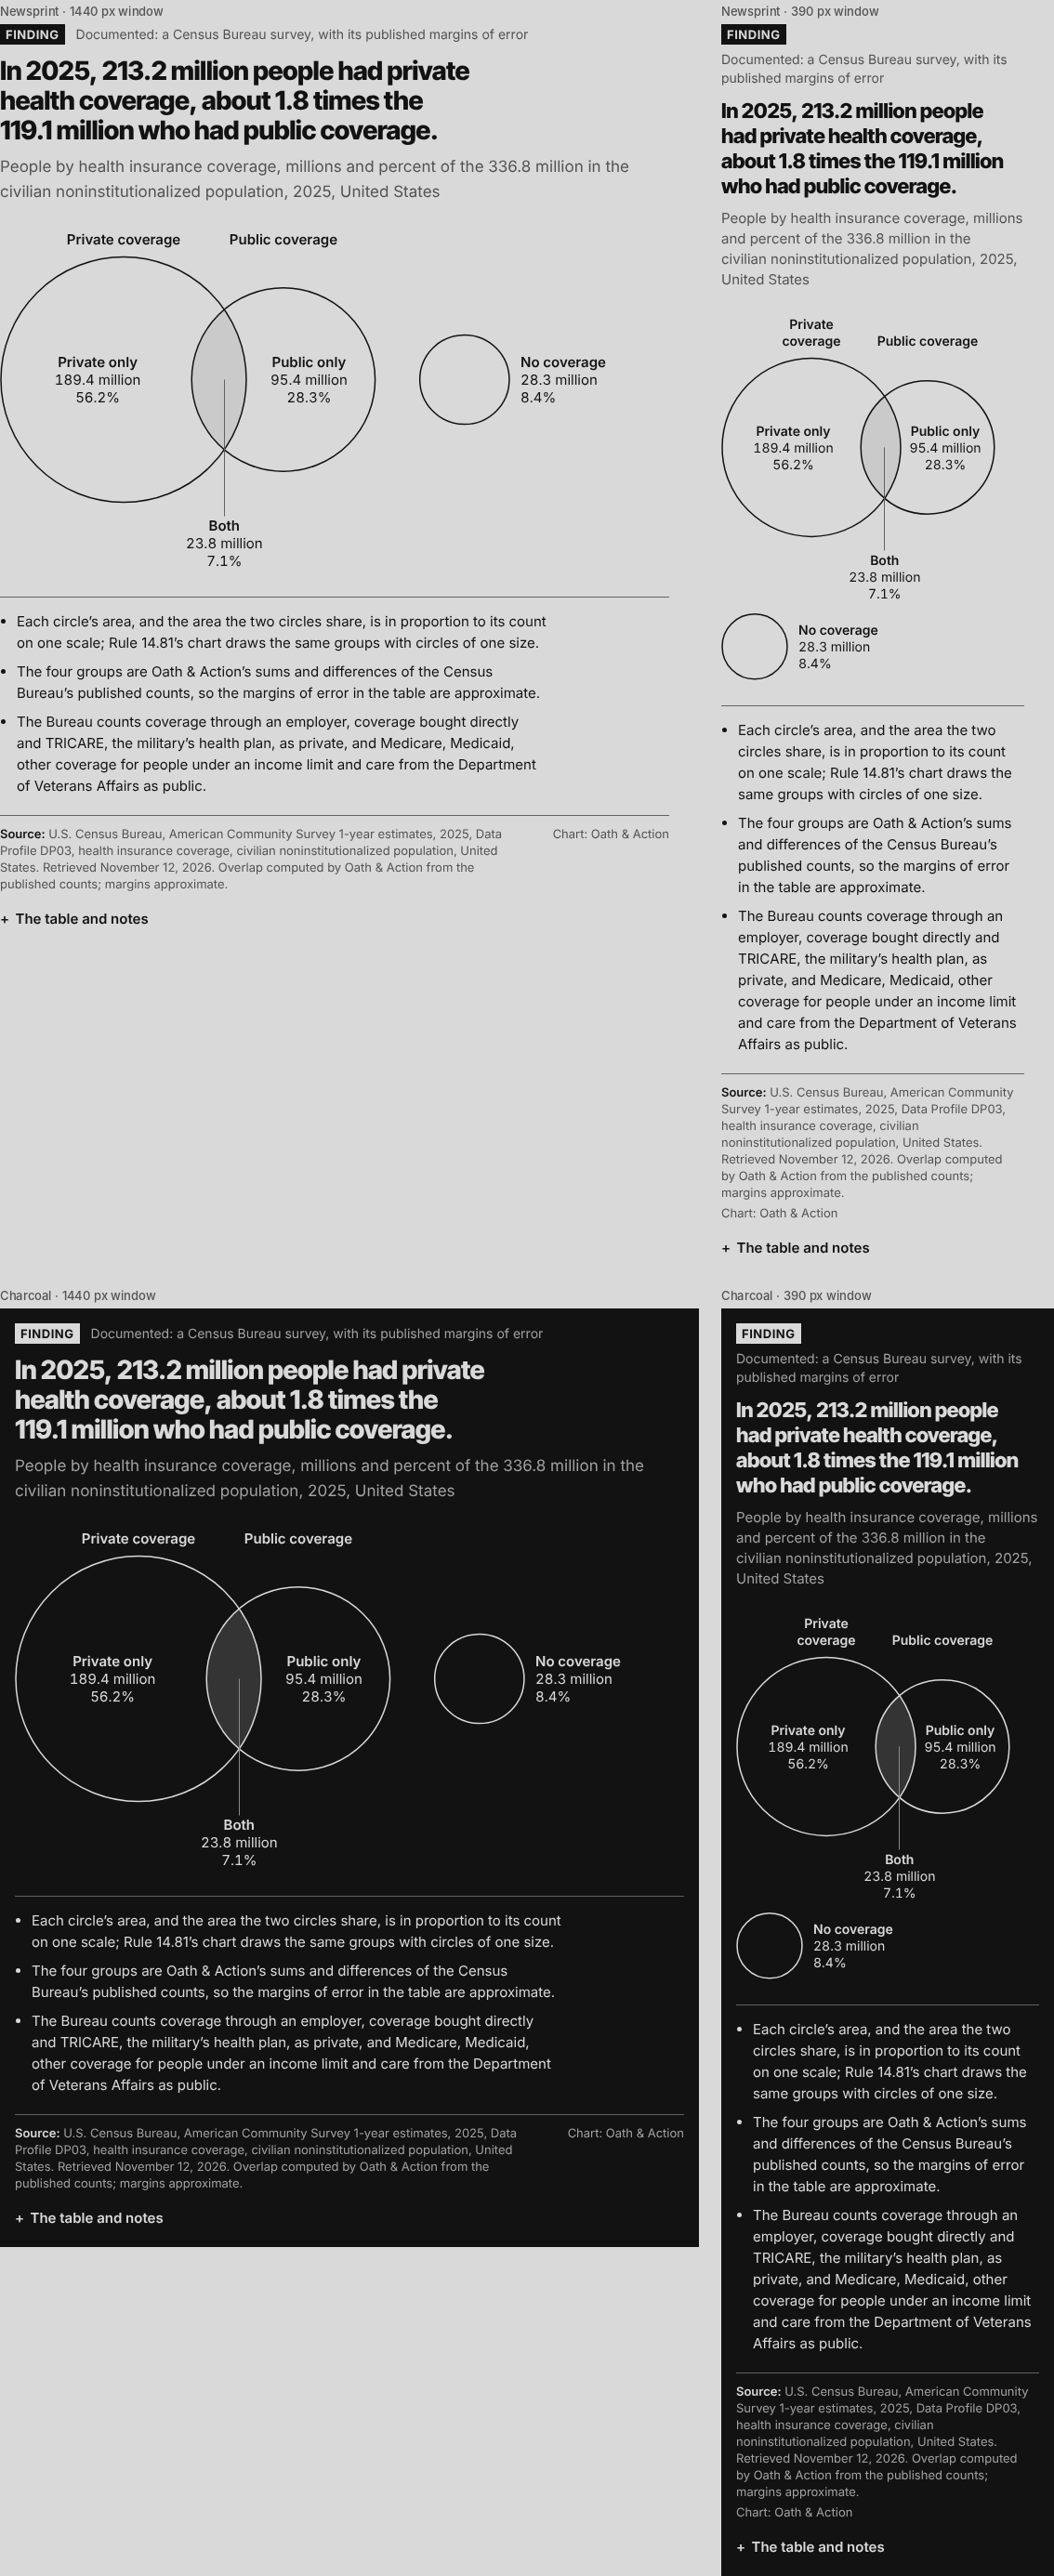 Newsprint · 1440 px window
FINDING Documented: a Census Bureau survey, with its published margins of error
In 2025, 213.2 million people had private
health coverage, about 1.8 times the
119.1 million who had public coverage.
People by health insurance coverage, millions and percent of the 336.8 million in the
civilian noninstitutionalized population, 2025, United States
Private coverage
Public coverage
Private only
189.4 million
56.2%
Public only
95.4 million
28.3%
No coverage
28.3 million
8.4%
Both
23.8 million
7.1%
• Each circle’s area, and the area the two circles share, is in proportion to its count
on one scale; Rule 14.81’s chart draws the same groups with circles of one size.
• The four groups are Oath & Action’s sums and differences of the Census
Bureau’s published counts, so the margins of error in the table are approximate.
• The Bureau counts coverage through an employer, coverage bought directly
and TRICARE, the military’s health plan, as private, and Medicare, Medicaid,
other coverage for people under an income limit and care from the Department
of Veterans Affairs as public.
Source: U.S. Census Bureau, American Community Survey 1-year estimates, 2025, Data
Profile DP03, health insurance coverage, civilian noninstitutionalized population, United
States. Retrieved November 12, 2026. Overlap computed by Oath & Action from the
published counts; margins approximate.
Chart: Oath & Action
+ The table and notes
Newsprint · 390 px window
FINDING
Documented: a Census Bureau survey, with its
published margins of error
In 2025, 213.2 million people
had private health coverage,
about 1.8 times the 119.1 million
who had public coverage.
People by health insurance coverage, millions
and percent of the 336.8 million in the
civilian noninstitutionalized population, 2025,
United States
Private
coverage
Public coverage
Private only
189.4 million
56.2%
Public only
95.4 million
28.3%
Both
23.8 million
7.1%
No coverage
28.3 million
8.4%
• Each circle’s area, and the area the two
circles share, is in proportion to its count
on one scale; Rule 14.81’s chart draws the
same groups with circles of one size.
• The four groups are Oath & Action’s sums
and differences of the Census Bureau’s
published counts, so the margins of error
in the table are approximate.
• The Bureau counts coverage through an
employer, coverage bought directly and
TRICARE, the military’s health plan, as
private, and Medicare, Medicaid, other
coverage for people under an income limit
and care from the Department of Veterans
Affairs as public.
Source: U.S. Census Bureau, American Community
Survey 1-year estimates, 2025, Data Profile DP03,
health insurance coverage, civilian
noninstitutionalized population, United States.
Retrieved November 12, 2026. Overlap computed
by Oath & Action from the published counts;
margins approximate.
Chart: Oath & Action
+ The table and notes
Charcoal · 1440 px window
FINDING Documented: a Census Bureau survey, with its published margins of error
In 2025, 213.2 million people had private
health coverage, about 1.8 times the
119.1 million who had public coverage.
People by health insurance coverage, millions and percent of the 336.8 million in the
civilian noninstitutionalized population, 2025, United States
Private coverage
Public coverage
Private only
189.4 million
56.2%
Public only
95.4 million
28.3%
No coverage
28.3 million
8.4%
Both
23.8 million
7.1%
• Each circle’s area, and the area the two circles share, is in proportion to its count
on one scale; Rule 14.81’s chart draws the same groups with circles of one size.
• The four groups are Oath & Action’s sums and differences of the Census
Bureau’s published counts, so the margins of error in the table are approximate.
• The Bureau counts coverage through an employer, coverage bought directly
and TRICARE, the military’s health plan, as private, and Medicare, Medicaid,
other coverage for people under an income limit and care from the Department
of Veterans Affairs as public.
Source: U.S. Census Bureau, American Community Survey 1-year estimates, 2025, Data
Profile DP03, health insurance coverage, civilian noninstitutionalized population, United
States. Retrieved November 12, 2026. Overlap computed by Oath & Action from the
published counts; margins approximate.
Chart: Oath & Action
+ The table and notes
Charcoal · 390 px window
FINDING
Documented: a Census Bureau survey, with its
published margins of error
In 2025, 213.2 million people
had private health coverage,
about 1.8 times the 119.1 million
who had public coverage.
People by health insurance coverage, millions
and percent of the 336.8 million in the
civilian noninstitutionalized population, 2025,
United States
Private
coverage
Public coverage
Private only
189.4 million
56.2%
Public only
95.4 million
28.3%
Both
23.8 million
7.1%
No coverage
28.3 million
8.4%
• Each circle’s area, and the area the two
circles share, is in proportion to its count
on one scale; Rule 14.81’s chart draws the
same groups with circles of one size.
• The four groups are Oath & Action’s sums
and differences of the Census Bureau’s
published counts, so the margins of error
in the table are approximate.
• The Bureau counts coverage through an
employer, coverage bought directly and
TRICARE, the military’s health plan, as
private, and Medicare, Medicaid, other
coverage for people under an income limit
and care from the Department of Veterans
Affairs as public.
Source: U.S. Census Bureau, American Community
Survey 1-year estimates, 2025, Data Profile DP03,
health insurance coverage, civilian
noninstitutionalized population, United States.
Retrieved November 12, 2026. Overlap computed
by Oath & Action from the published counts;
margins approximate.
Chart: Oath & Action
+ The table and notes